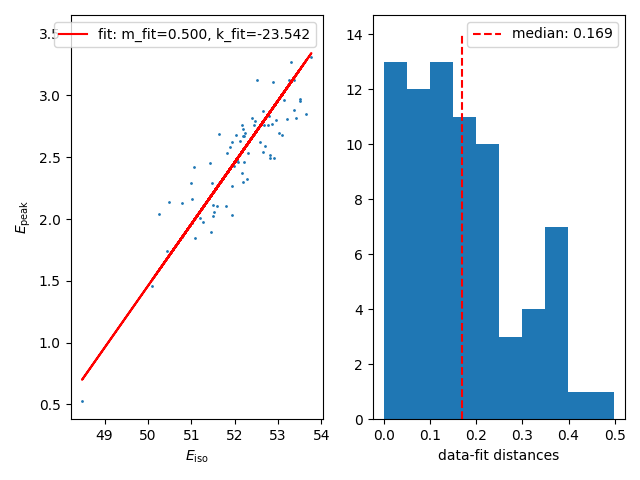 fit: m_fit=0.500, k_fit=-23.542
3.5
3.0
2.5
2.0
1.5
1.0
0.5
E_peak
49 50 51 52 53 54
E_iso
median: 0.169
14
12
10
8
6
4
2
0
0.0 0.1 0.2 0.3 0.4 0.5
data-fit distances